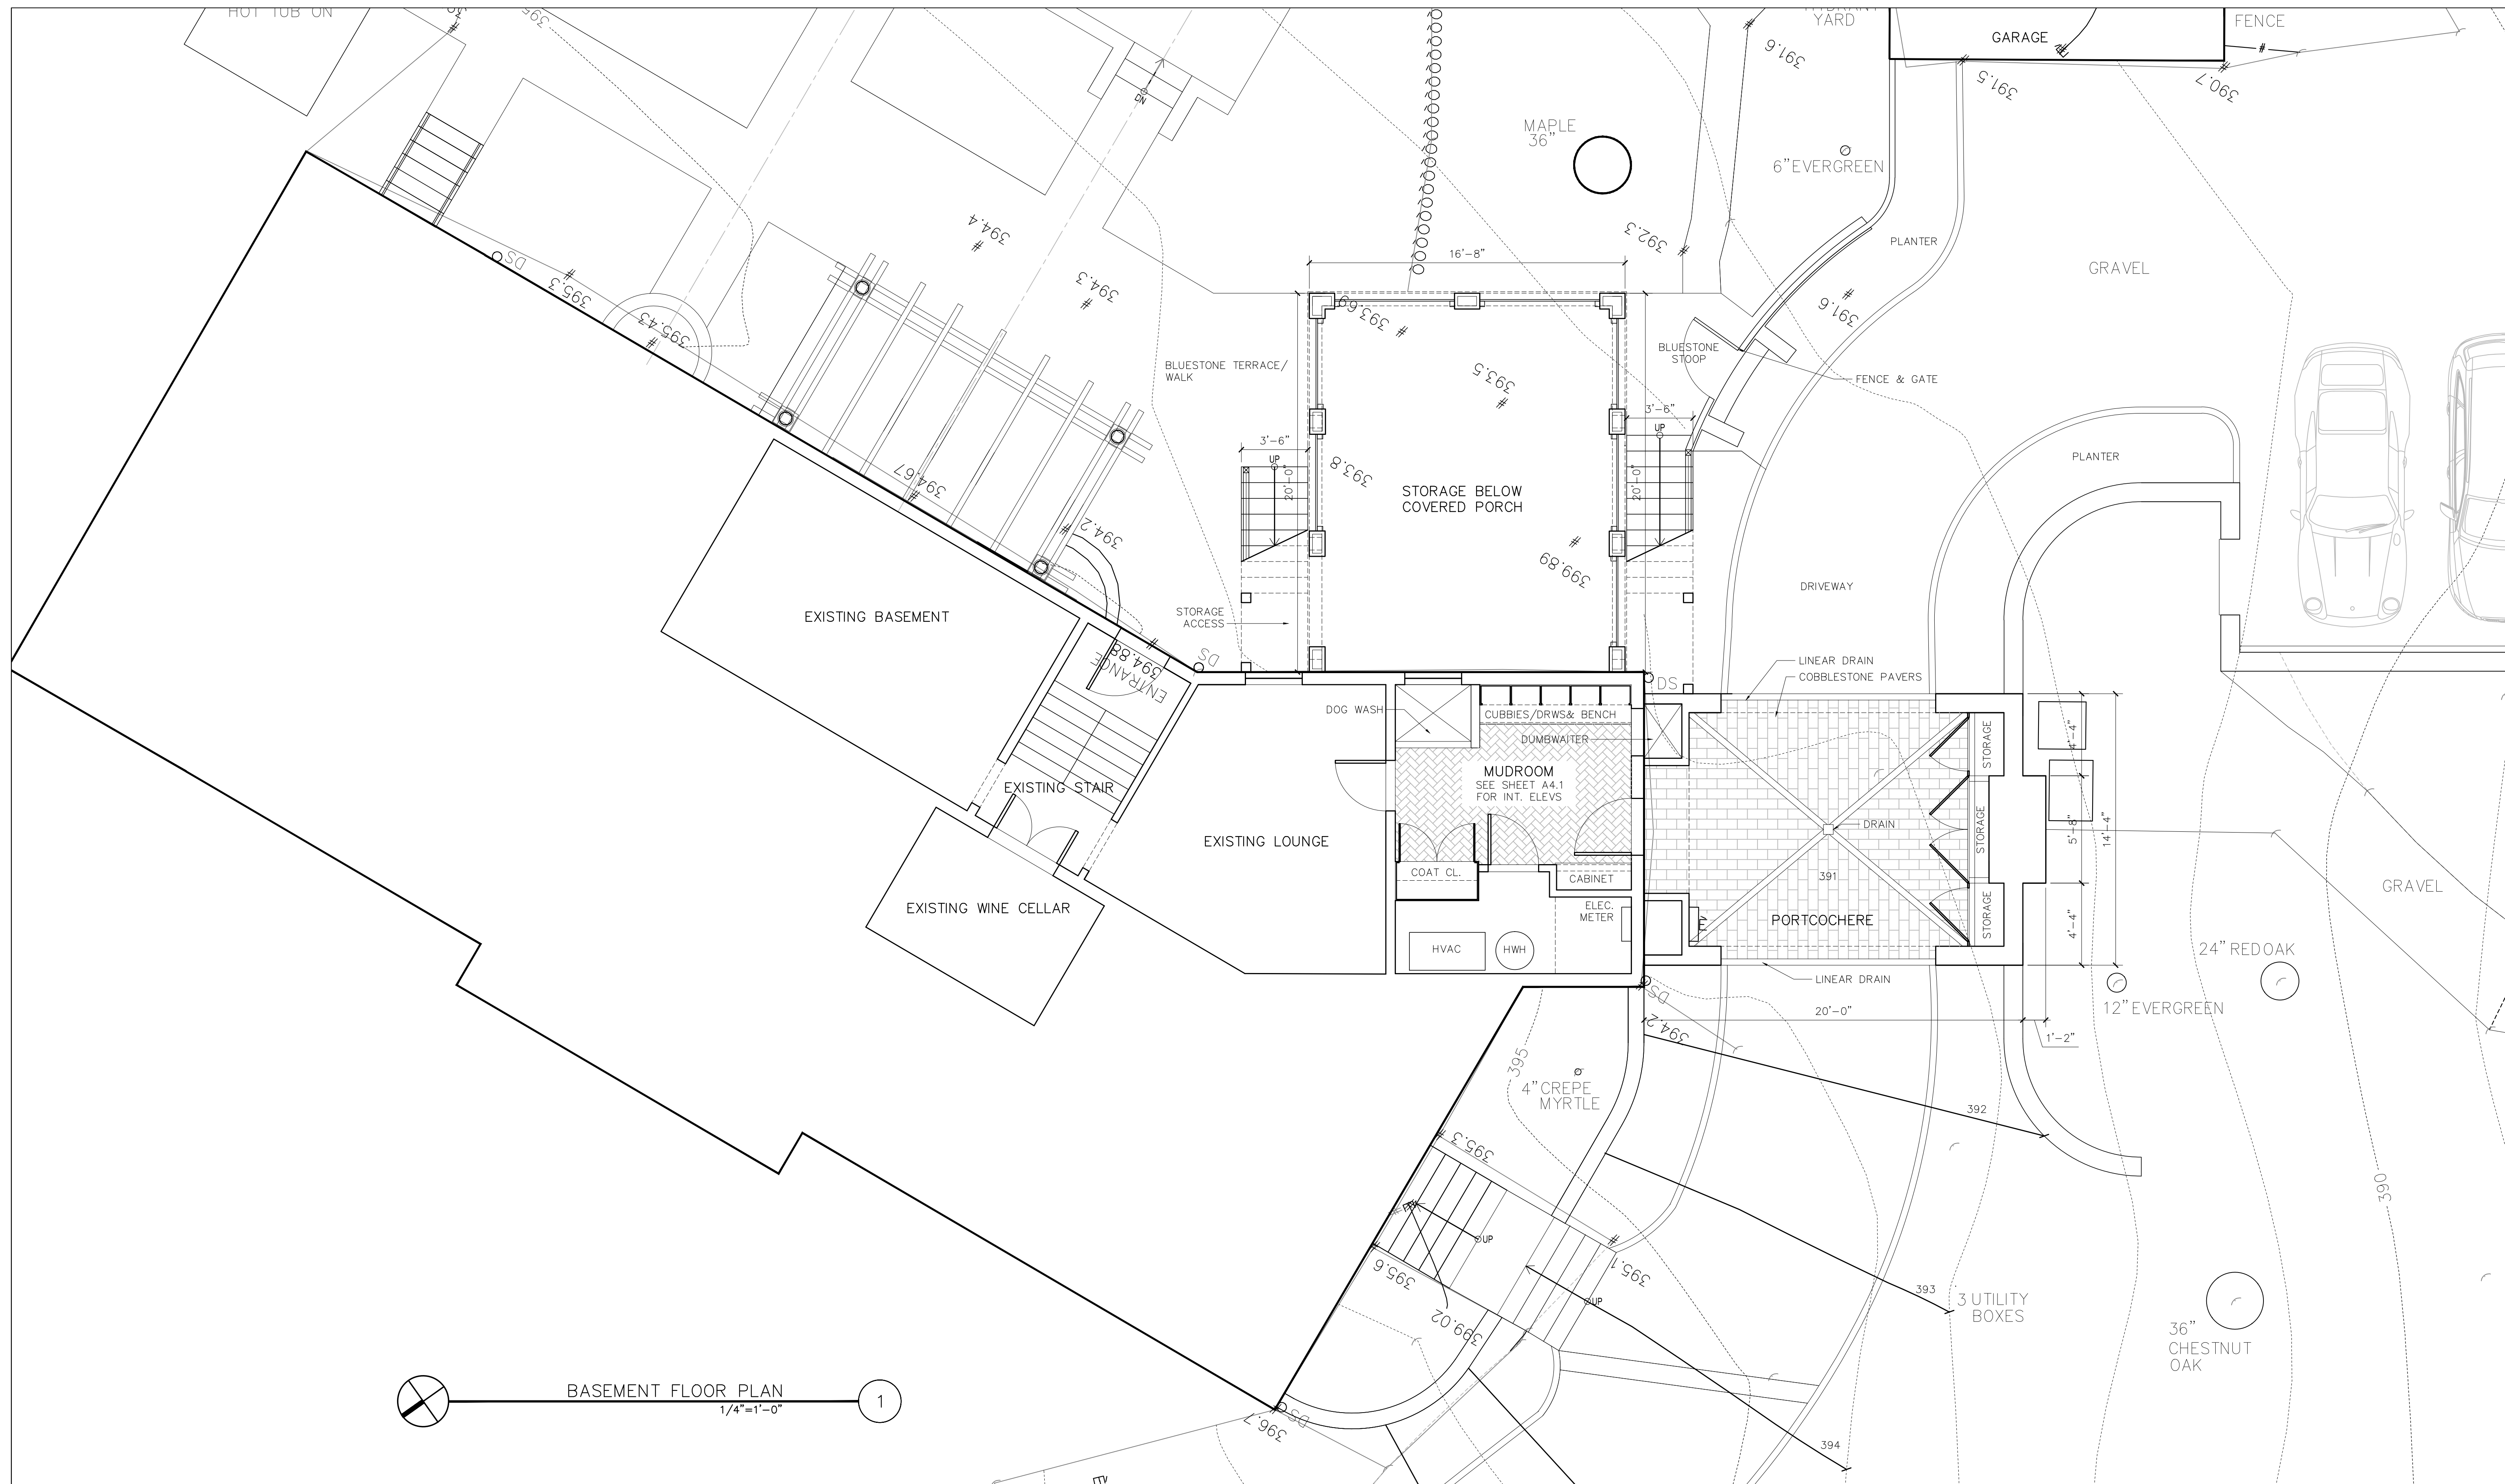 HOT TUB ON
395
YARD
FENCE
GARAGE
391.6
391.5
390.7
MAPLE
36"
6"EVERGREEN
DN
394.4
392.3
PLANTER
GRAVEL
16'-8"
DS
395.3
394.3
395.43
393.69
391.6
BLUESTONE TERRACE/
WALK
BLUESTONE
STOOP
FENCE & GATE
393.5
3'-6"
3'-6"
UP
UP
PLANTER
20'-0"
20'-0"
393.8
394.67
STORAGE BELOW
COVERED PORCH
394.2
399.89
DRIVEWAY
EXISTING BASEMENT
STORAGE
ACCESS
394.88
ENTRANCE
DS
LINEAR DRAIN
COBBLESTONE PAVERS
DS
DOG WASH
CUBBIES/DRWS& BENCH
DUMBWAITER
STORAGE
4'-4"
MUDROOM
SEE SHEET A4.1
FOR INT. ELEVS
EXISTING STAIR
DRAIN
STORAGE
5'-8"
14'-4"
EXISTING LOUNGE
COAT CL.
CABINET
391
GRAVEL
EXISTING WINE CELLAR
ELEC.
METER
EV
PORTCOCHERE
STORAGE
4'-4"
HVAC
HWH
24" RED OAK
LINEAR DRAIN
DS
12"EVERGREEN
20'-0"
394.2
1'-2"
395
4"CREPE
MYRTLE
392
395.3
390
UP
395.6
395.1
393
3 UTILITY
BOXES
UP
399.02
36"
CHESTNUT
OAK
BASEMENT FLOOR PLAN
1/4"=1'-0"
1
DS
396.7
394